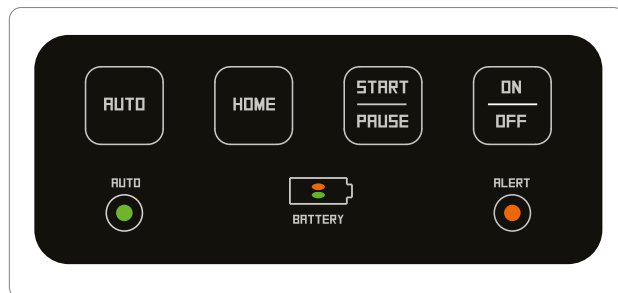 AUTO
HOME
START
PAUSE
ON
OFF
AUTO
BATTERY
ALERT